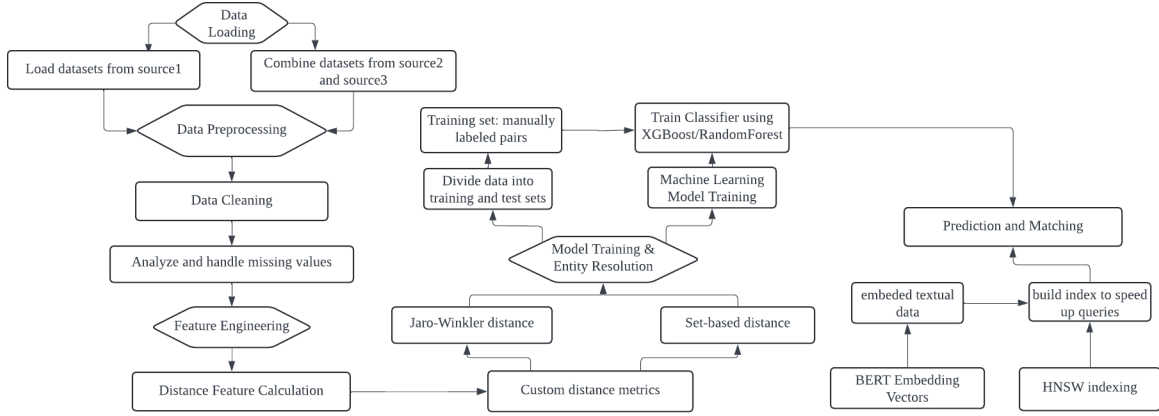 Data
Loading
Load datasets from source1
Combine datasets from source2
and source3
Data Preprocessing
Data Cleaning
Analyze and handle missing values
Feature Engineering
Distance Feature Calculation
Custom distance metrics
Jaro-Winkler distance
Set-based distance
Model Training &
Entity Resolution
Divide data into
training and test sets
Training set: manually
labeled pairs
Machine Learning
Model Training
Train Classifier using
XGBoost/RandomForest
Prediction and Matching
embeded textual
data
build index to speed
up queries
BERT Embedding
Vectors
HNSW indexing